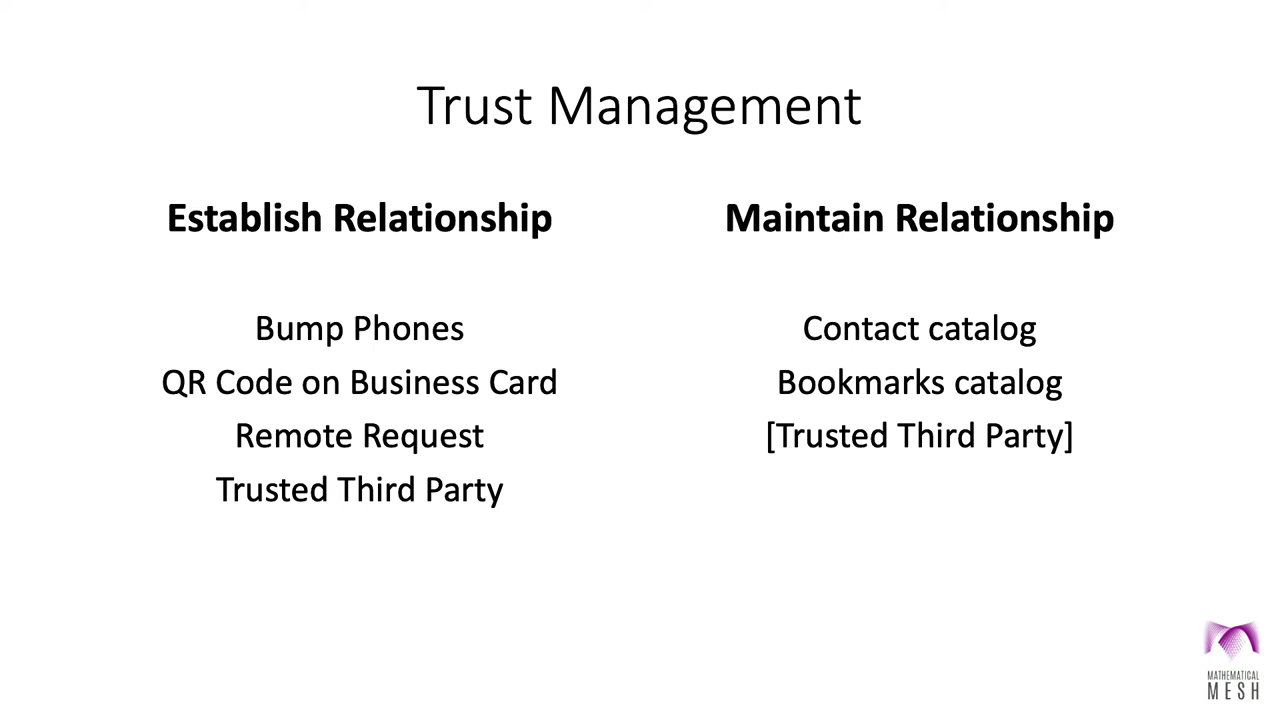 Trust Management
Establish Relationship
Bump Phones
QR Code on Business Card
Remote Request
Trusted Third Party
Maintain Relationship
Contact catalog
Bookmarks catalog
[Trusted Third Party]
MATHEMATICAL
MESH